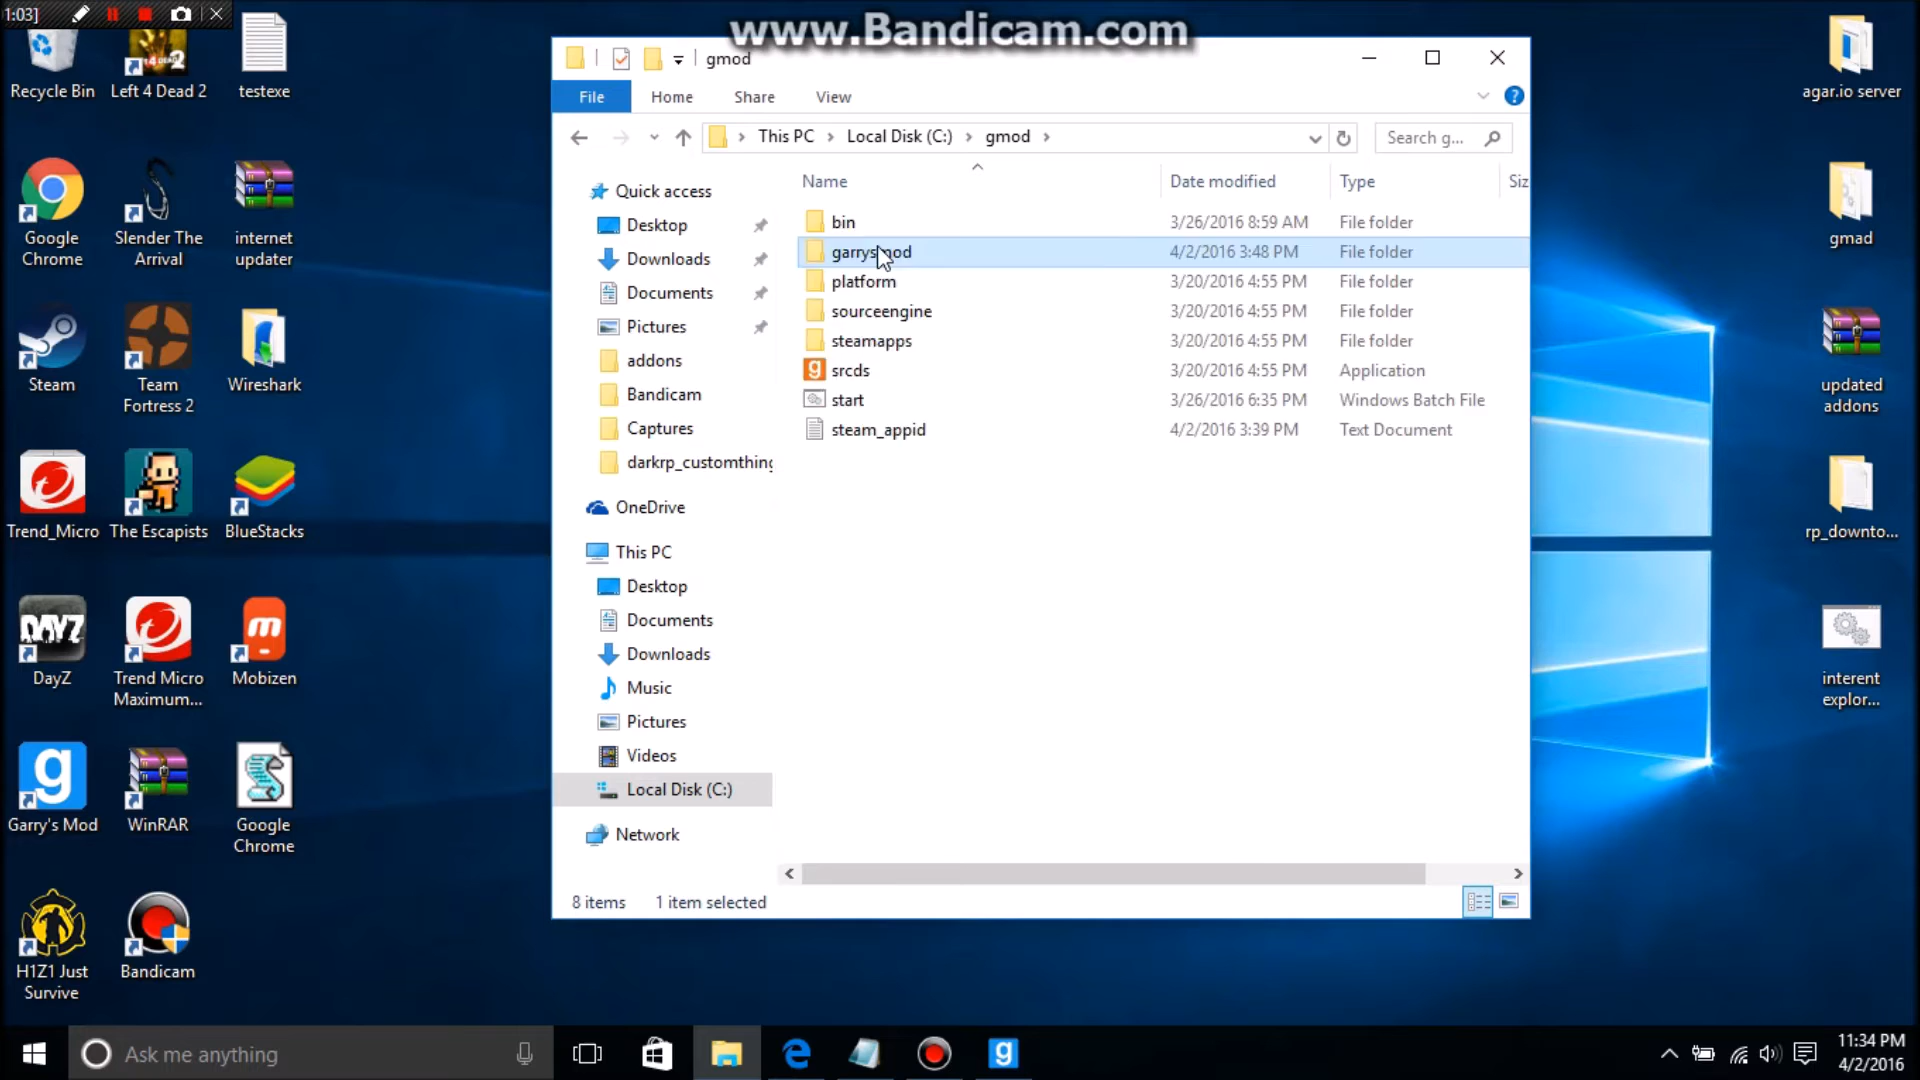 1:03]
www.Bandicam.com
Recycle Bin
Left 4 Dead 2
testexe
Google
Chrome
Slender The
Arrival
internet
updater
Steam
Team
Fortress 2
Wireshark
Trend_Micro
The Escapists
BlueStacks
DAYZ
DayZ
Trend Micro
Maximum...
Mobizen
Garry's Mod
WinRAR
Google
Chrome
H1Z1 Just
Survive
Bandicam
gmod
File
Home
Share
View
This PC
Local Disk (C:)
gmod
Search g...
Quick access
Desktop
Downloads
Documents
Pictures
addons
Bandicam
Captures
darkrp_customthing
OneDrive
This PC
Desktop
Documents
Downloads
Music
Pictures
Videos
Local Disk (C:)
Network
Name Date modified Type Siz
bin 3/26/2016 8:59 AM File folder
garrysmod 4/2/2016 3:48 PM File folder
platform 3/20/2016 4:55 PM File folder
sourceengine 3/20/2016 4:55 PM File folder
steamapps 3/20/2016 4:55 PM File folder
srcds 3/20/2016 4:55 PM Application
start 3/26/2016 6:35 PM Windows Batch File
steam_appid 4/2/2016 3:39 PM Text Document
8 items 1 item selected
agar.io server
gmad
updated
addons
rp_downto...
interent
explor...
Ask me anything
11:34 PM
4/2/2016